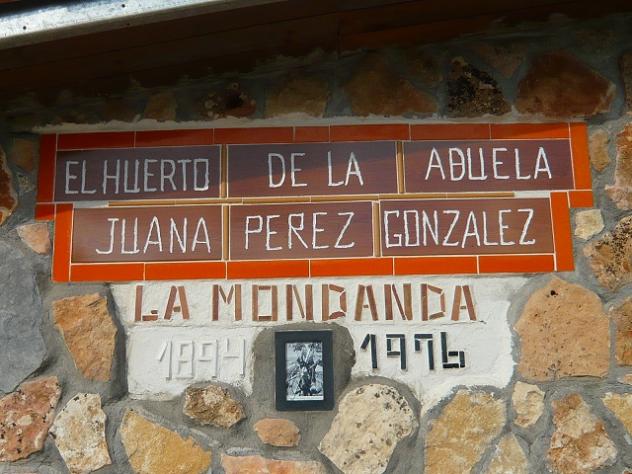 EL HUERTO DE LA ABUELA
JUANA PEREZ GONZALEZ
LA MONDANDA
1894 1976